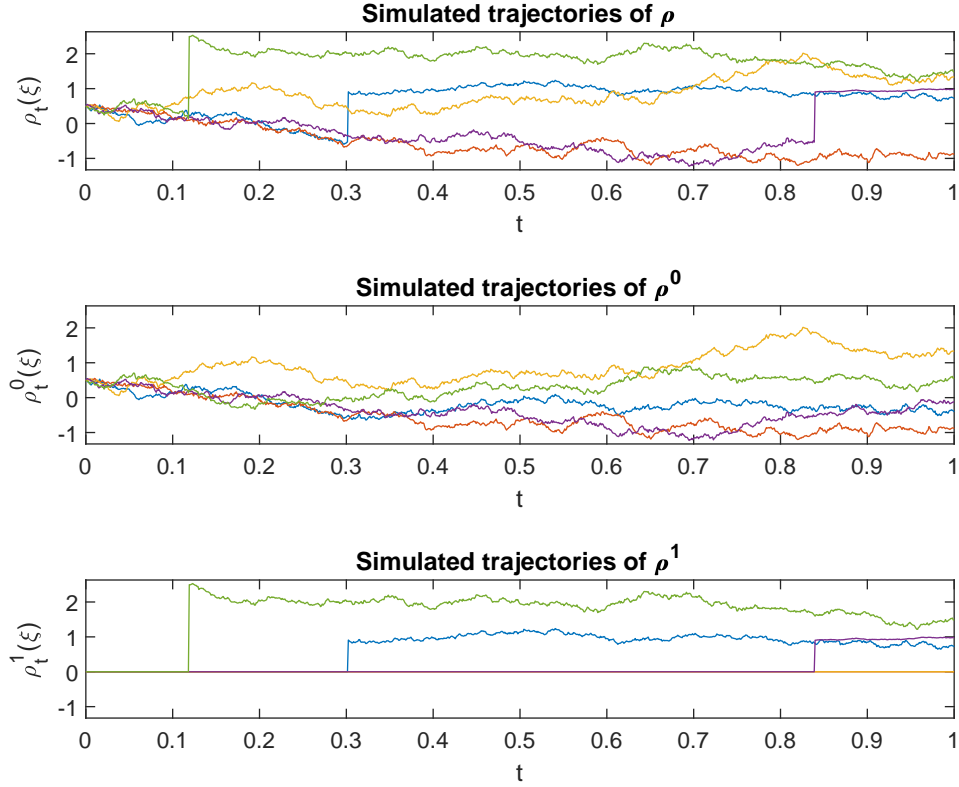 Simulated trajectories of ρ
ρt(ξ)
2
1
0
-1
0 0.1 0.2 0.3 0.4 0.5 0.6 0.7 0.8 0.9 1
t
Simulated trajectories of ρ⁰
ρ⁰t(ξ)
2
1
0
-1
0 0.1 0.2 0.3 0.4 0.5 0.6 0.7 0.8 0.9 1
t
Simulated trajectories of ρ¹
ρ¹t(ξ)
2
1
0
-1
0 0.1 0.2 0.3 0.4 0.5 0.6 0.7 0.8 0.9 1
t